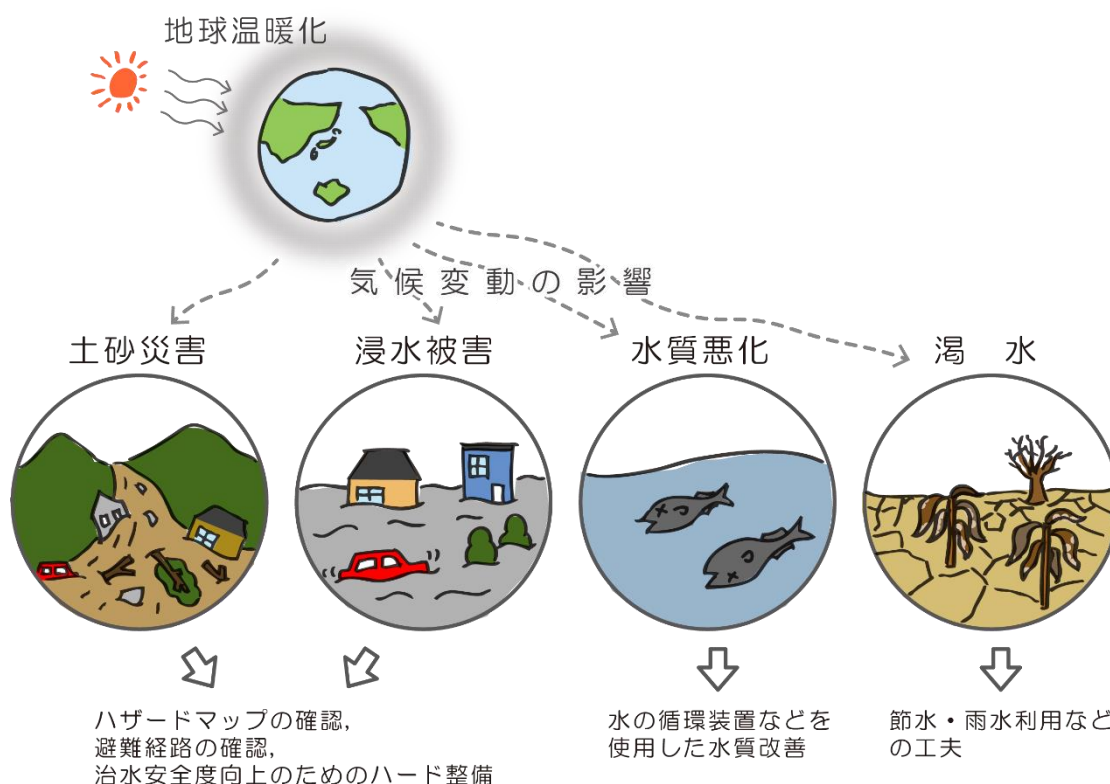 地球温暖化
気候変動の影響
土砂災害
浸水被害
水質悪化
渇　水
ハザードマップの確認,
避難経路の確認,
治水安全度向上のためのハード整備
水の循環装置などを
使用した水質改善
節水・雨水利用など
の工夫